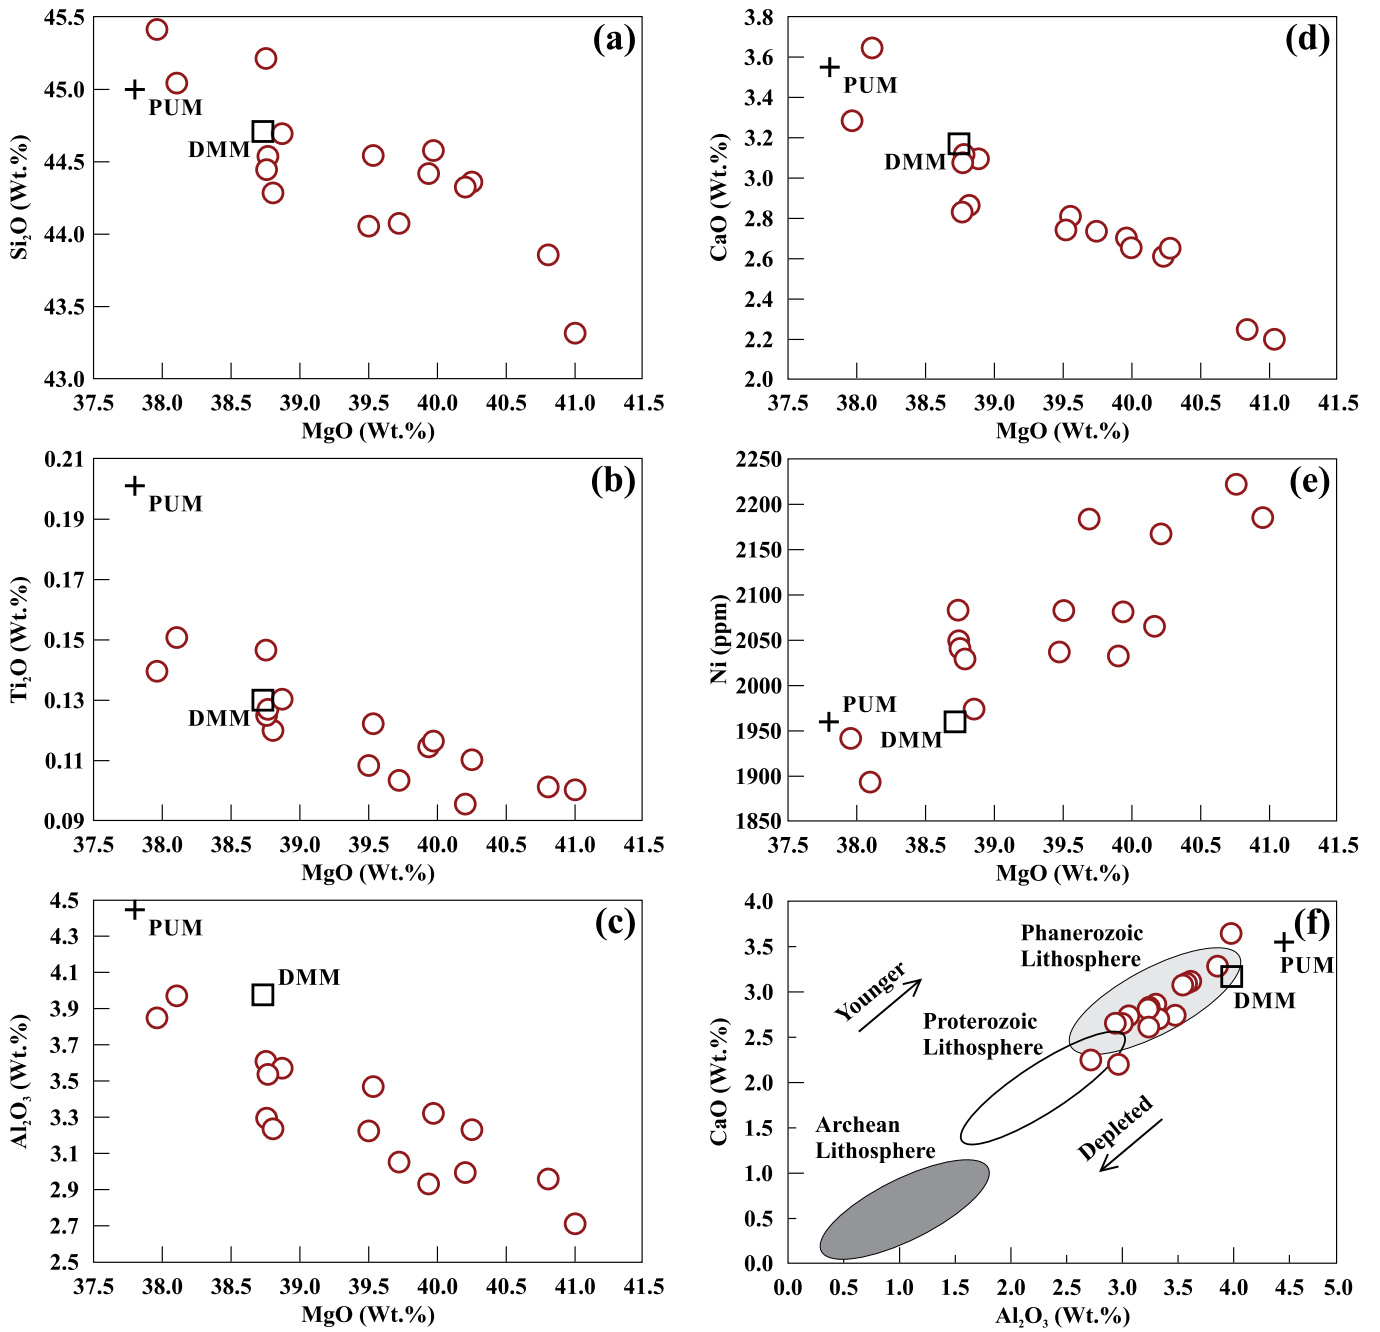 45.5
45.0
44.5
44.0
43.5
43.0
Si₂O (Wt.%)
(a)
PUM
DMM
37.5 38.0 38.5 39.0 39.5 40.0 40.5 41.0 41.5
MgO (Wt.%)
3.8
3.6
3.4
3.2
3.0
2.8
2.6
2.4
2.2
2.0
CaO (Wt.%)
(d)
PUM
DMM
37.5 38.0 38.5 39.0 39.5 40.0 40.5 41.0 41.5
MgO (Wt.%)
0.21
0.19
0.17
0.15
0.13
0.11
0.09
Ti₂O (Wt.%)
(b)
PUM
DMM
37.5 38.0 38.5 39.0 39.5 40.0 40.5 41.0 41.5
MgO (Wt.%)
2250
2200
2150
2100
2050
2000
1950
1900
1850
Ni (ppm)
(e)
PUM
DMM
37.5 38.0 38.5 39.0 39.5 40.0 40.5 41.0 41.5
MgO (Wt.%)
4.5
4.3
4.1
3.9
3.7
3.5
3.3
3.1
2.9
2.7
2.5
Al₂O₃ (Wt.%)
(c)
PUM
DMM
37.5 38.0 38.5 39.0 39.5 40.0 40.5 41.0 41.5
MgO (Wt.%)
4.0
3.5
3.0
2.5
2.0
1.5
1.0
0.5
0.0
CaO (Wt.%)
(f)
Phanerozoic
Lithosphere
PUM
DMM
Younger
Proterozoic
Lithosphere
Depleted
Archean
Lithosphere
0.0 0.5 1.0 1.5 2.0 2.5 3.0 3.5 4.0 4.5 5.0
Al₂O₃ (Wt.%)